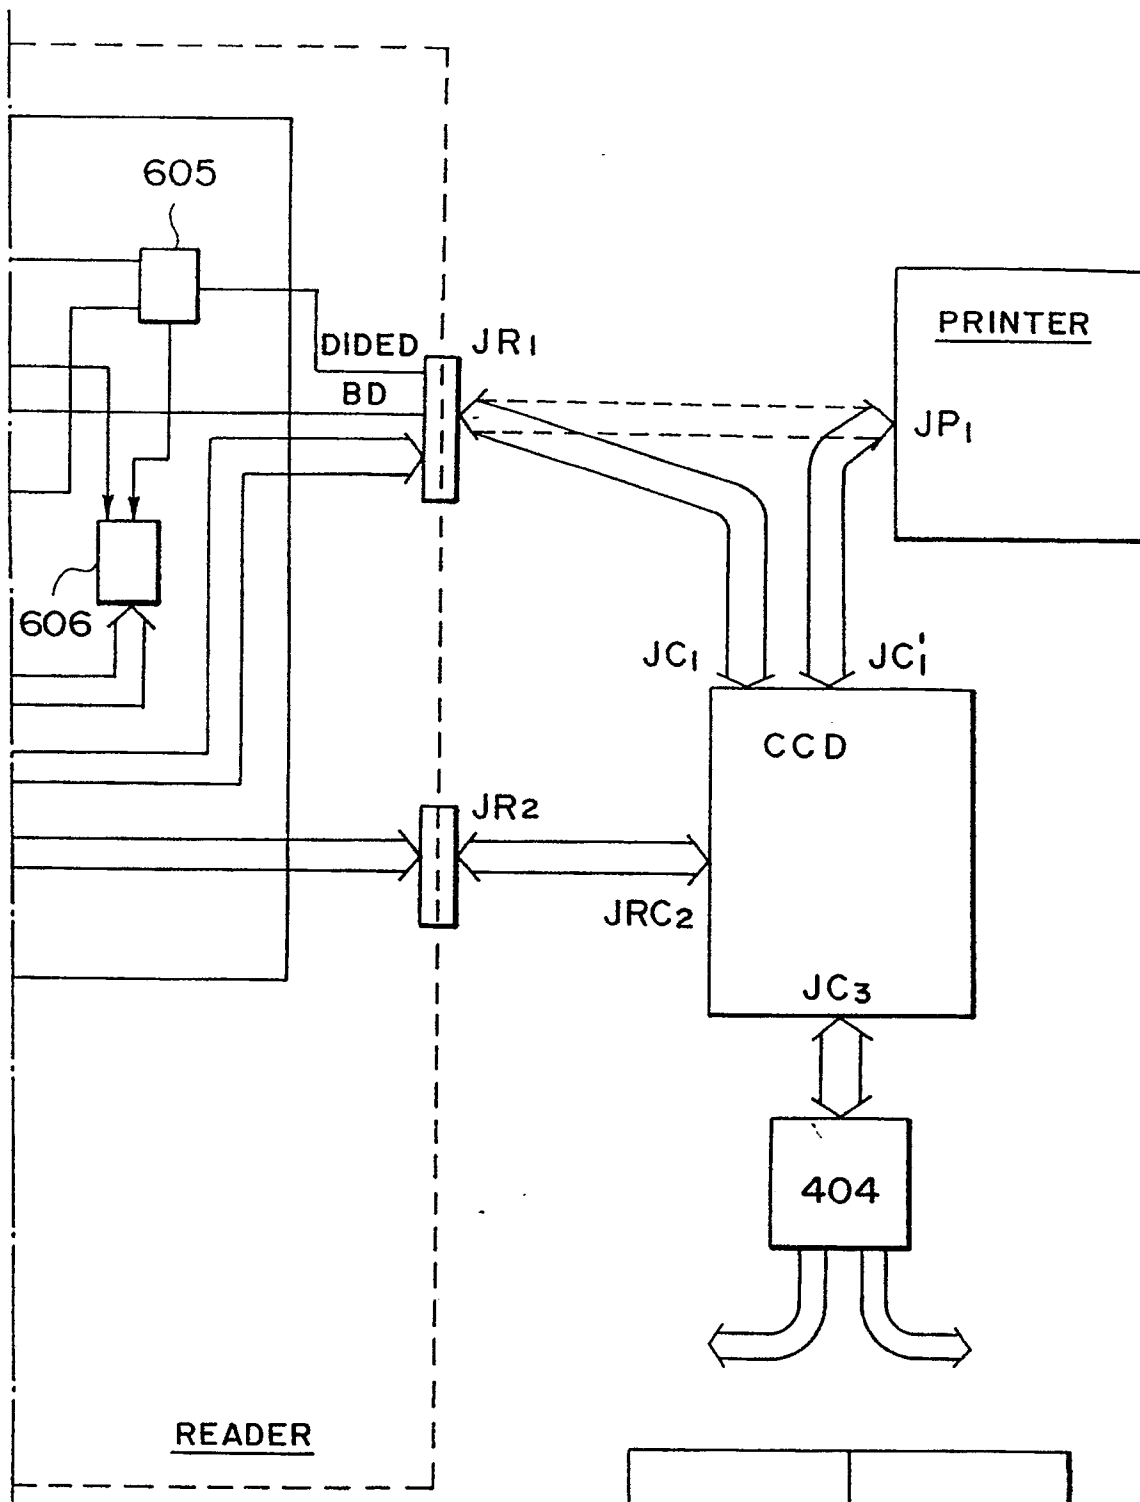 605
PRINTER
DIDED
JR1
BD
JP1
606
JC1
JC1'
CCD
JR2
JRC2
JC3
404
READER